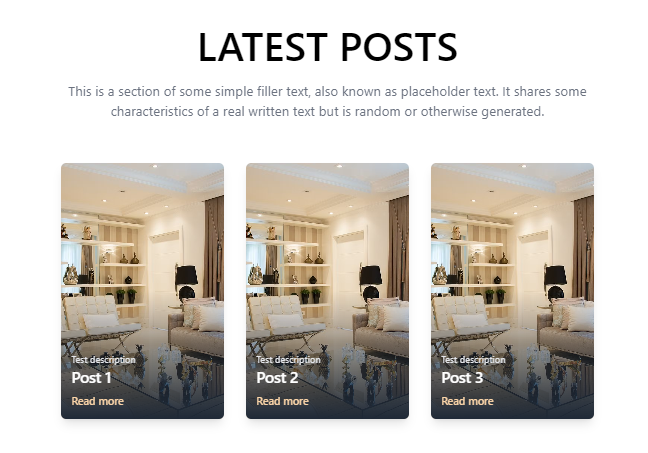 LATEST POSTS
This is a section of some simple filler text, also known as placeholder text. It shares some
characteristics of a real written text but is random or otherwise generated.
Test description
Post 1
Read more
Test description
Post 2
Read more
Test description
Post 3
Read more